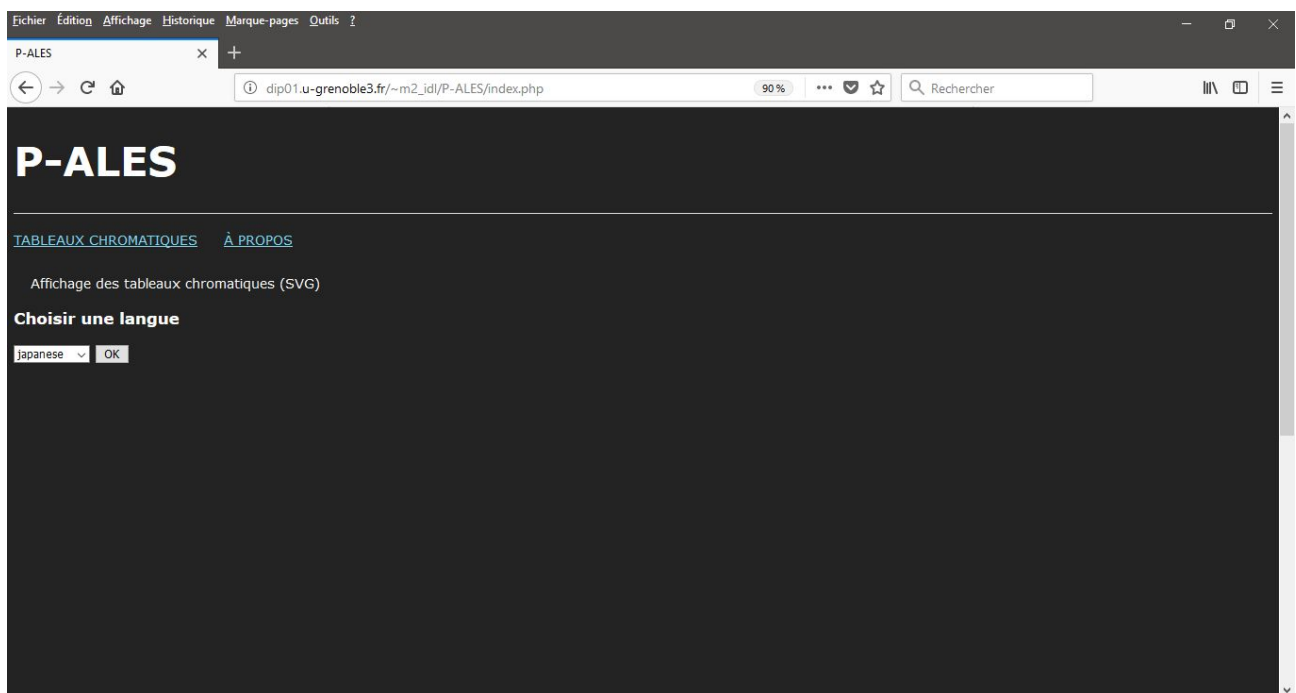 Fichier Édition Affichage Historique Marque-pages Outils ?
P-ALES
dip01.u-grenoble3.fr/~m2_idl/P-ALES/index.php 90 % Rechercher
P-ALES
TABLEAUX CHROMATIQUES À PROPOS
Affichage des tableaux chromatiques (SVG)
Choisir une langue
japanese OK